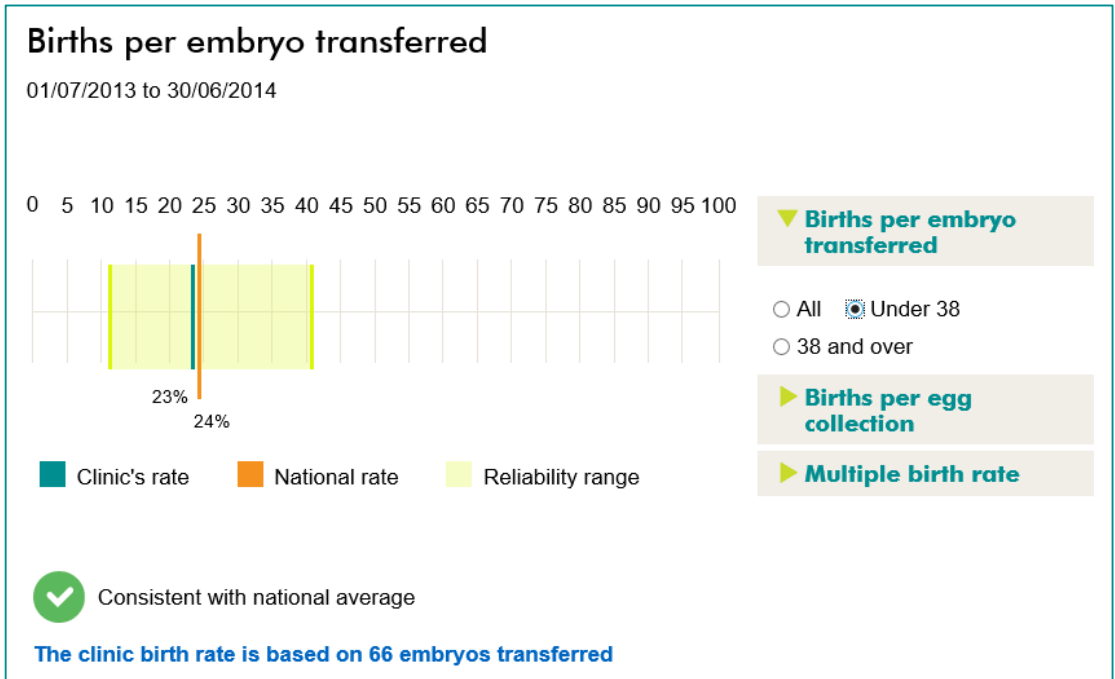 Births per embryo transferred
01/07/2013 to 30/06/2014
0 5 10 15 20 25 30 35 40 45 50 55 60 65 70 75 80 85 90 95 100
23%
24%
Clinic's rate National rate Reliability range
Births per embryo
transferred
All Under 38
38 and over
Births per egg
collection
Multiple birth rate
Consistent with national average
The clinic birth rate is based on 66 embryos transferred